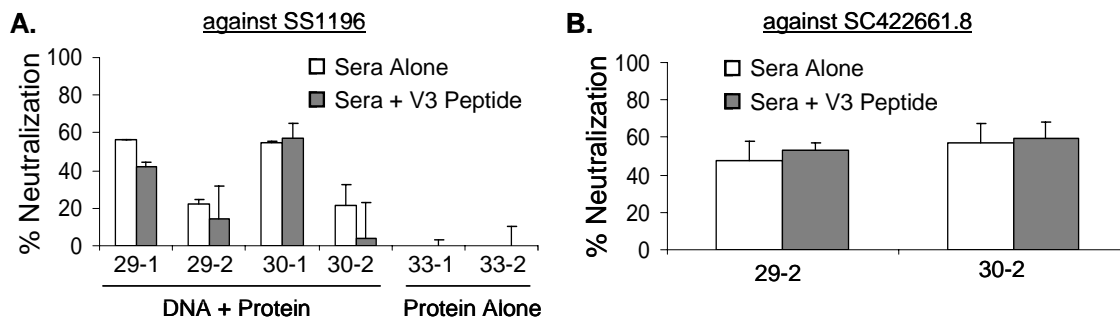 A.
against SS1196
% Neutralization
100
80
60
40
20
0
Sera Alone
Sera + V3 Peptide
29-1 29-2 30-1 30-2 33-1 33-2
DNA + Protein Protein Alone
B.
against SC422661.8
% Neutralization
100
80
60
40
20
0
Sera Alone
Sera + V3 Peptide
29-2 30-2